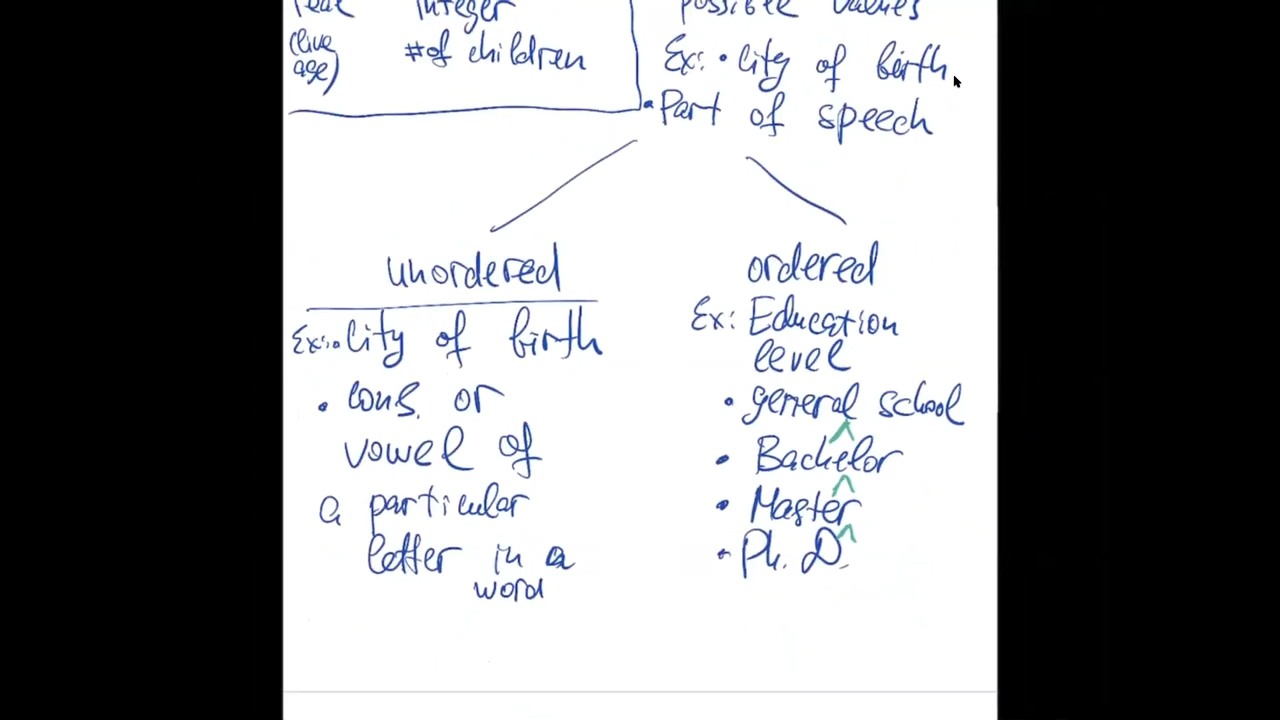 real integer
(live # of children
age)
possible values
Ex: • City of birth
• Part of speech
unordered
Ex: • City of birth
• cons. or
vowel of
a particular
letter in a
word
ordered
Ex: Education
level
• general school
^
• Bachelor
^
• Master
^
• Ph. D.